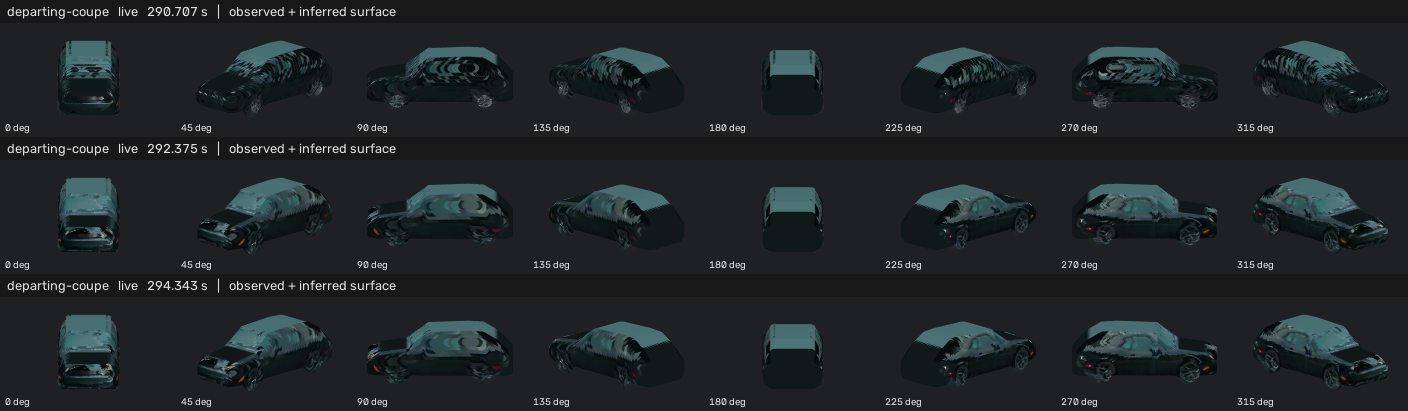 departing-coupe live 290.707 s | observed + inferred surface
0 deg 45 deg 90 deg 135 deg 180 deg 225 deg 270 deg 315 deg
departing-coupe live 292.375 s | observed + inferred surface
0 deg 45 deg 90 deg 135 deg 180 deg 225 deg 270 deg 315 deg
departing-coupe live 294.343 s | observed + inferred surface
0 deg 45 deg 90 deg 135 deg 180 deg 225 deg 270 deg 315 deg